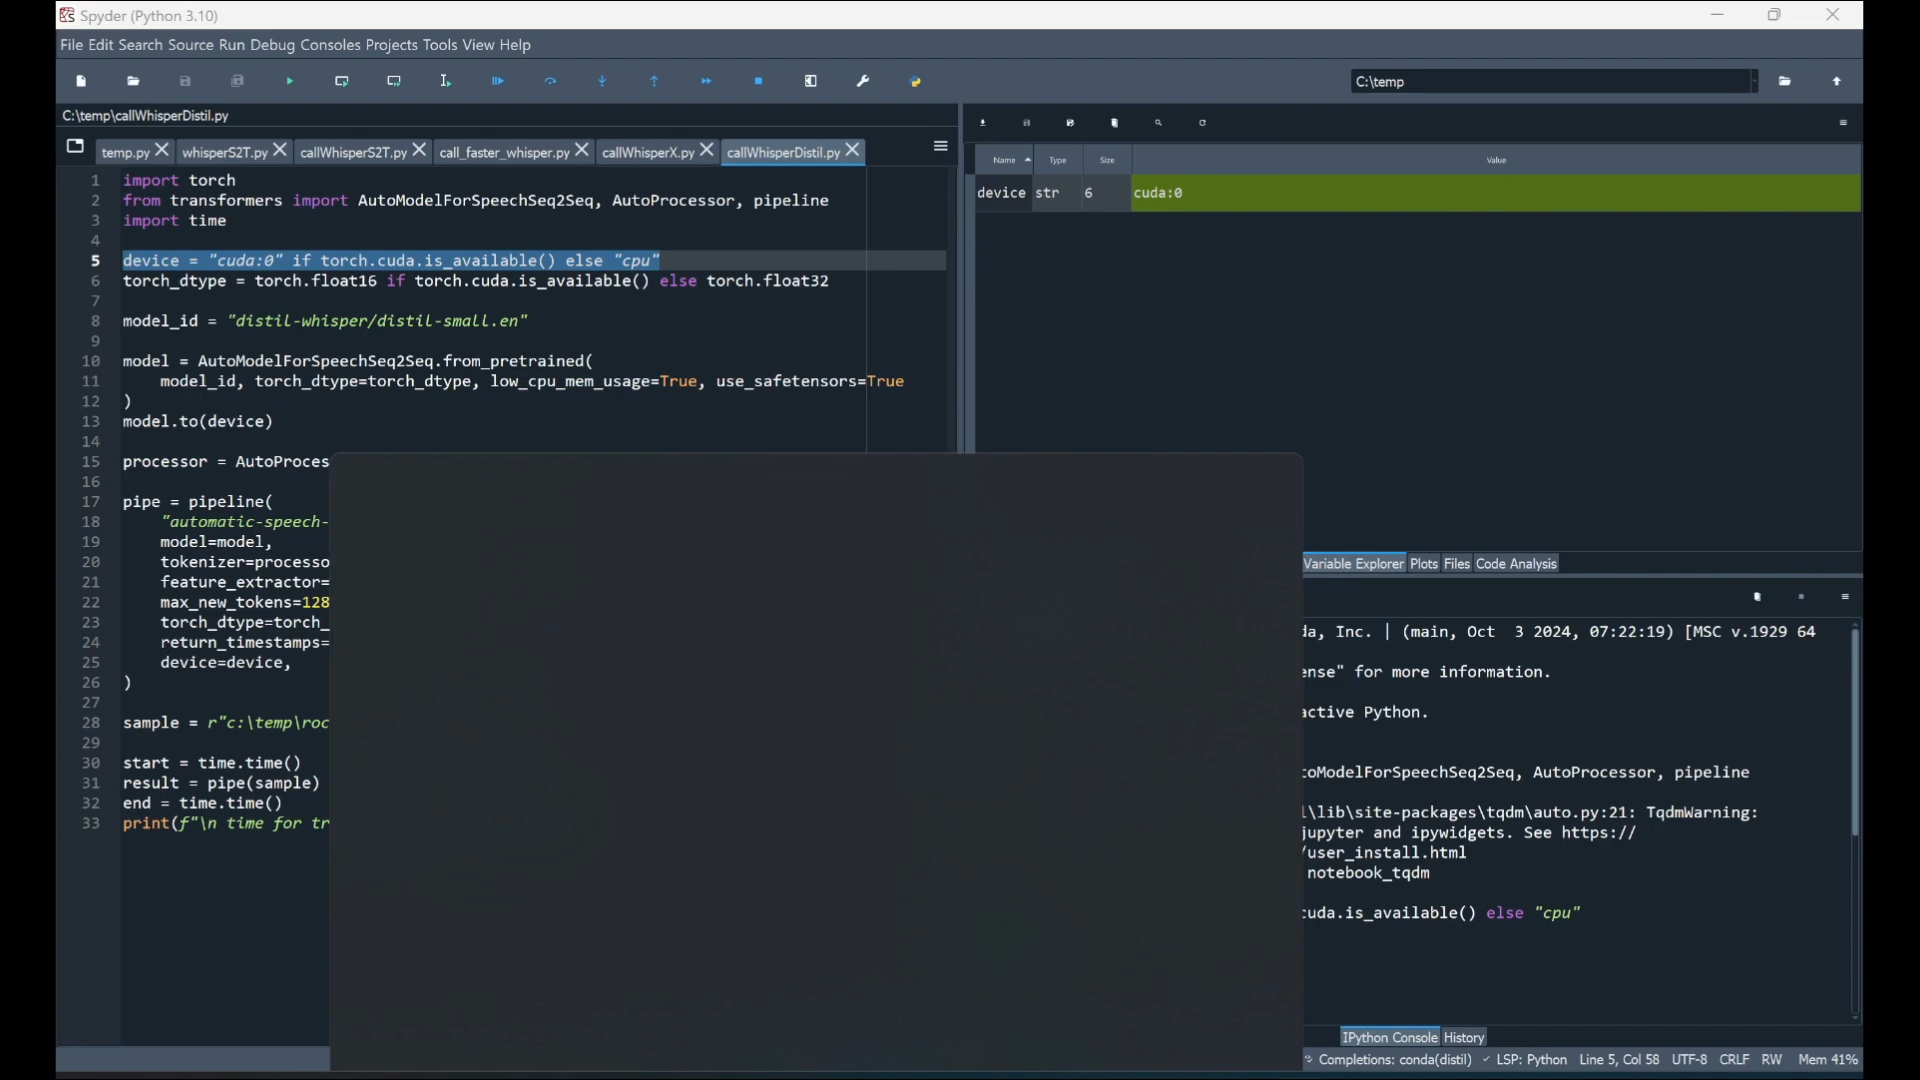 Spyder (Python 3.10)
File Edit Search Source Run Debug Consoles Projects Tools View Help
C:\temp
C:\temp\callWhisperDistil.py
temp.py whisperS2T.py callWhisperS2T.py call_faster_whisper.py callWhisperX.py callWhisperDistil.py
1 import torch
2 from transformers import AutoModelForSpeechSeq2Seq, AutoProcessor, pipeline
3 import time
4
5 device = "cuda:0" if torch.cuda.is_available() else "cpu"
6 torch_dtype = torch.float16 if torch.cuda.is_available() else torch.float32
7
8 model_id = "distil-whisper/distil-small.en"
9
10 model = AutoModelForSpeechSeq2Seq.from_pretrained(
11 model_id, torch_dtype=torch_dtype, low_cpu_mem_usage=True, use_safetensors=True
12 )
13 model.to(device)
14
15 processor = AutoProces
16
17 pipe = pipeline(
18 "automatic-speech-
19 model=model,
20 tokenizer=processo
21 feature_extractor=
22 max_new_tokens=128
23 torch_dtype=torch_
24 return_timestamps=
25 device=device,
26 )
27
28 sample = r"c:\temp\roc
29
30 start = time.time()
31 result = pipe(sample)
32 end = time.time()
33 print(f"\n time for tr
Name Type Size Value
device str 6 cuda:0
Variable Explorer Plots Files Code Analysis
da, Inc. | (main, Oct 3 2024, 07:22:19) [MSC v.1929 64
ense" for more information.
active Python.
toModelForSpeechSeq2Seq, AutoProcessor, pipeline
l\lib\site-packages\tqdm\auto.py:21: TqdmWarning:
jupyter and ipywidgets. See https://
/user_install.html
notebook_tqdm
cuda.is_available() else "cpu"
IPython Console History
Completions: conda(distil) LSP: Python Line 5, Col 58 UTF-8 CRLF RW Mem 41%